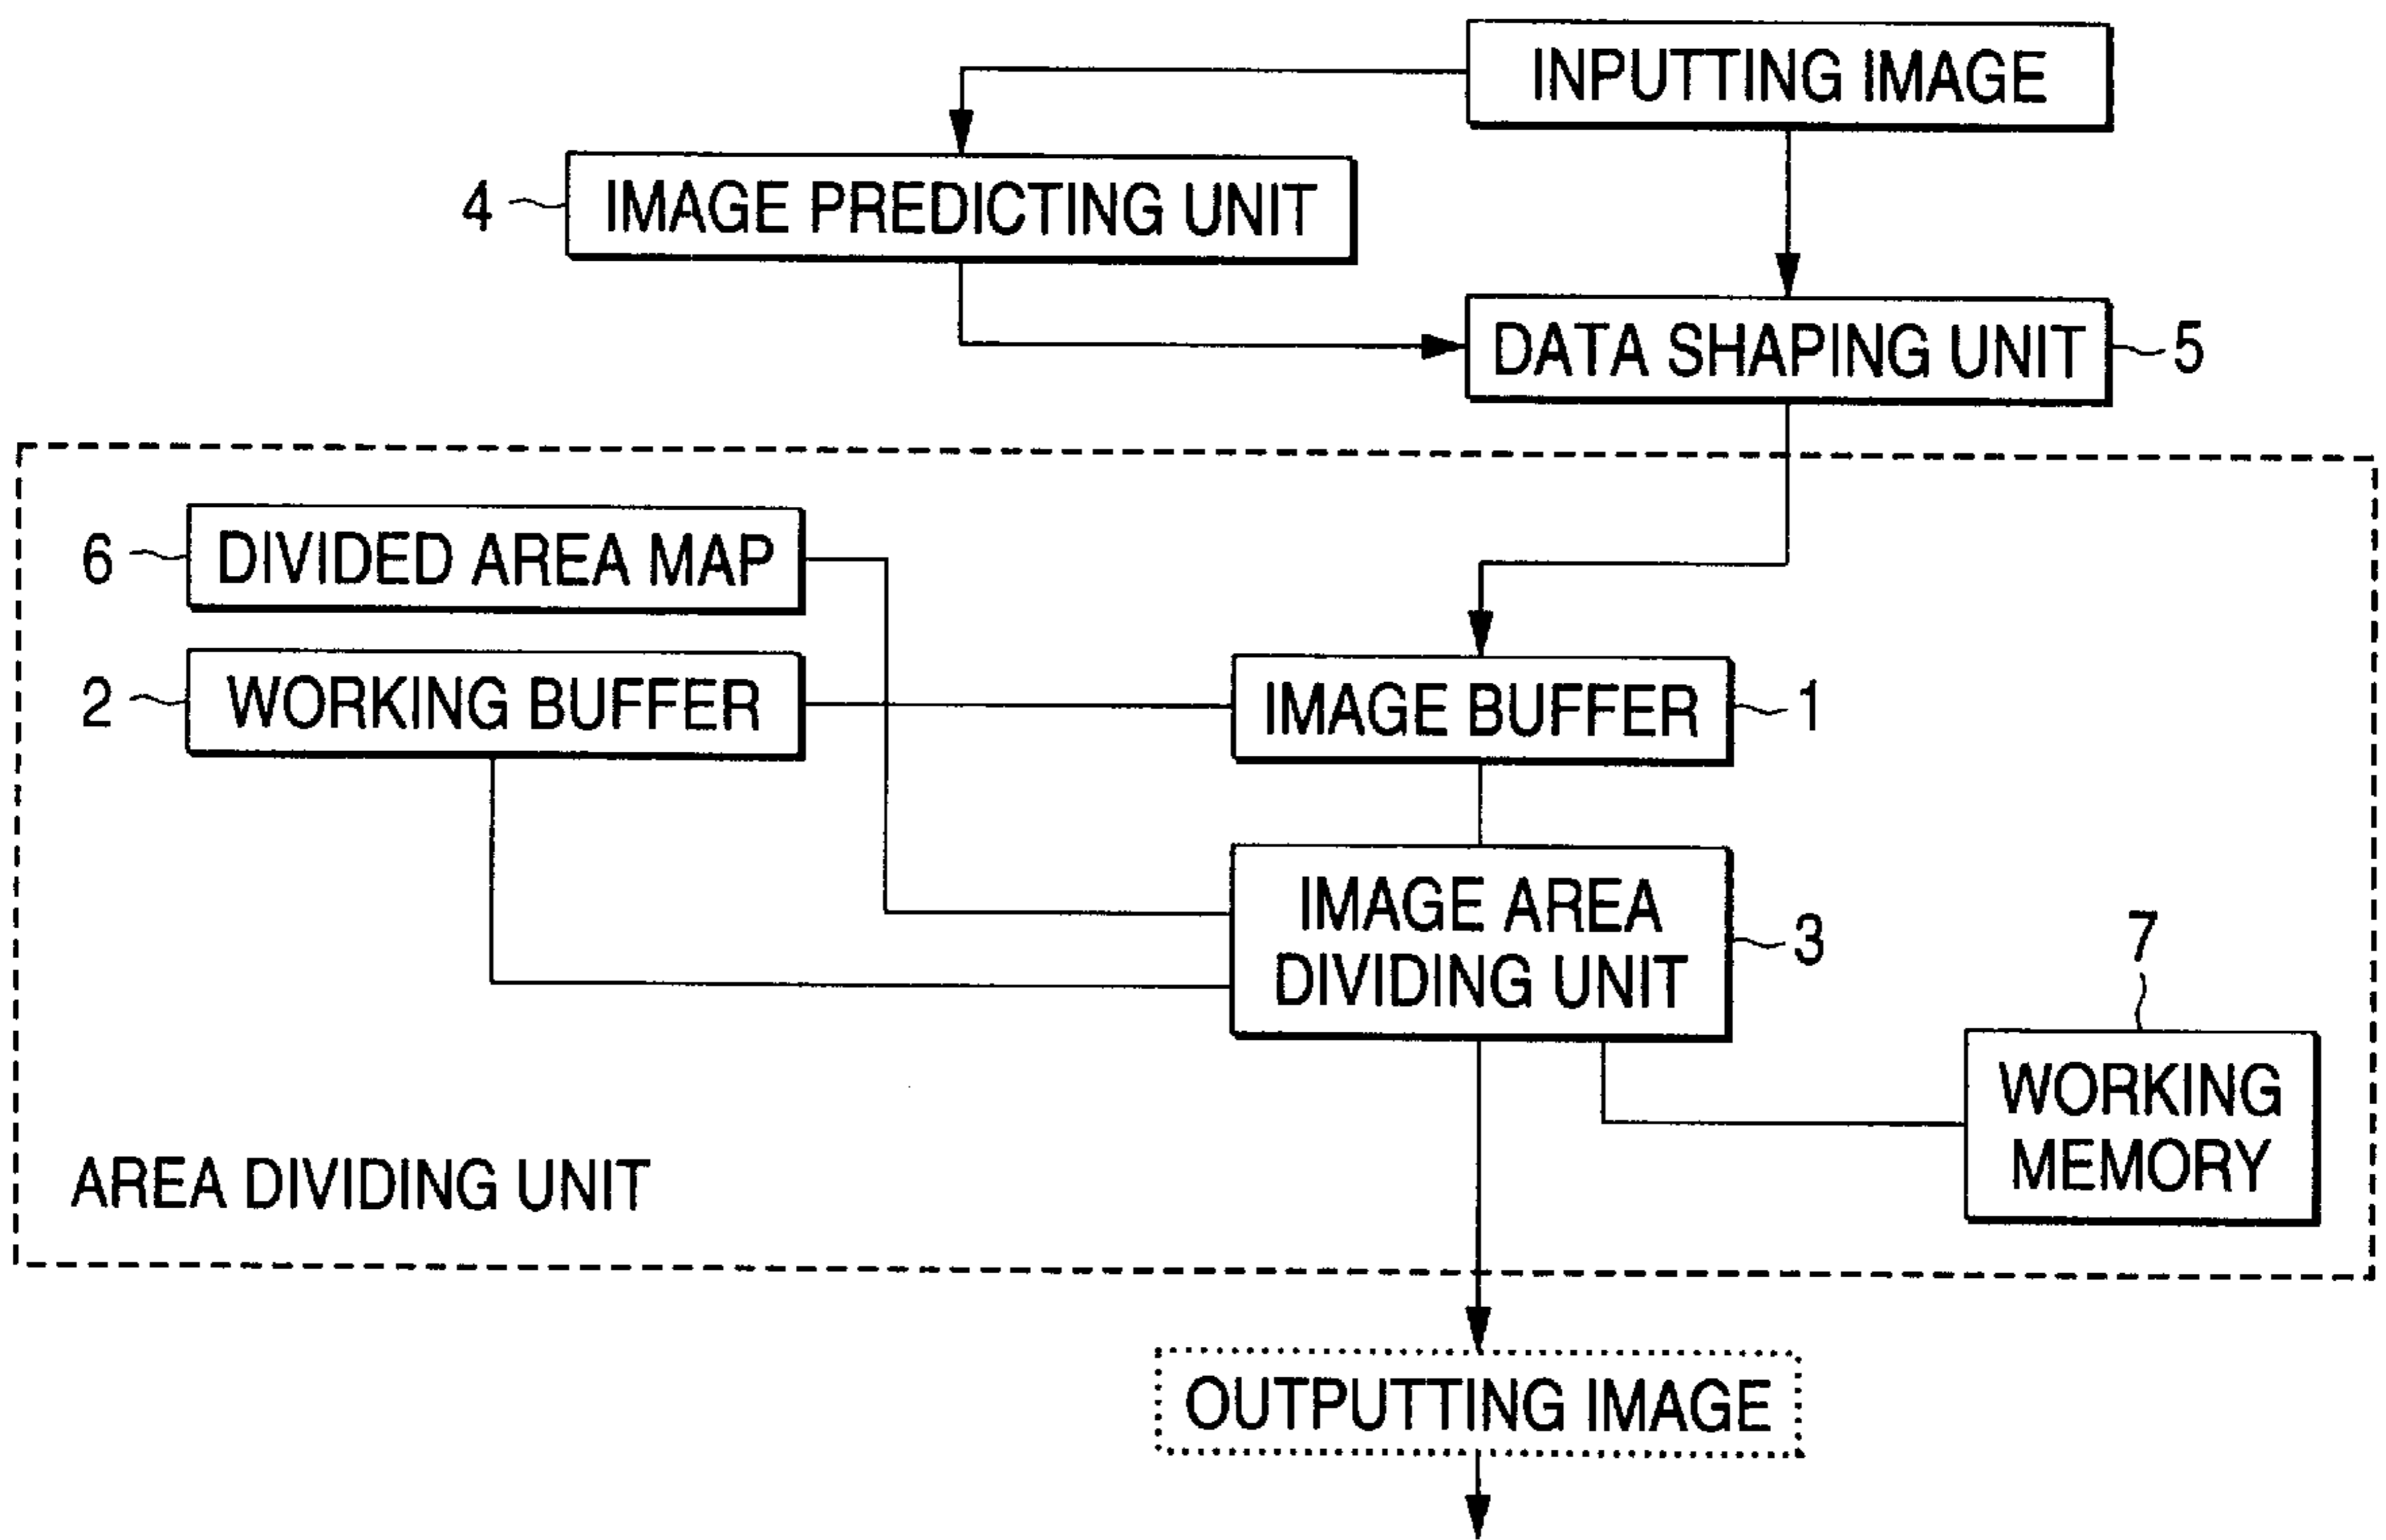 INPUTTING IMAGE
4 IMAGE PREDICTING UNIT
DATA SHAPING UNIT 5
6 DIVIDED AREA MAP
2 WORKING BUFFER
IMAGE BUFFER 1
IMAGE AREA
DIVIDING UNIT
3
7
WORKING
MEMORY
AREA DIVIDING UNIT
OUTPUTTING IMAGE